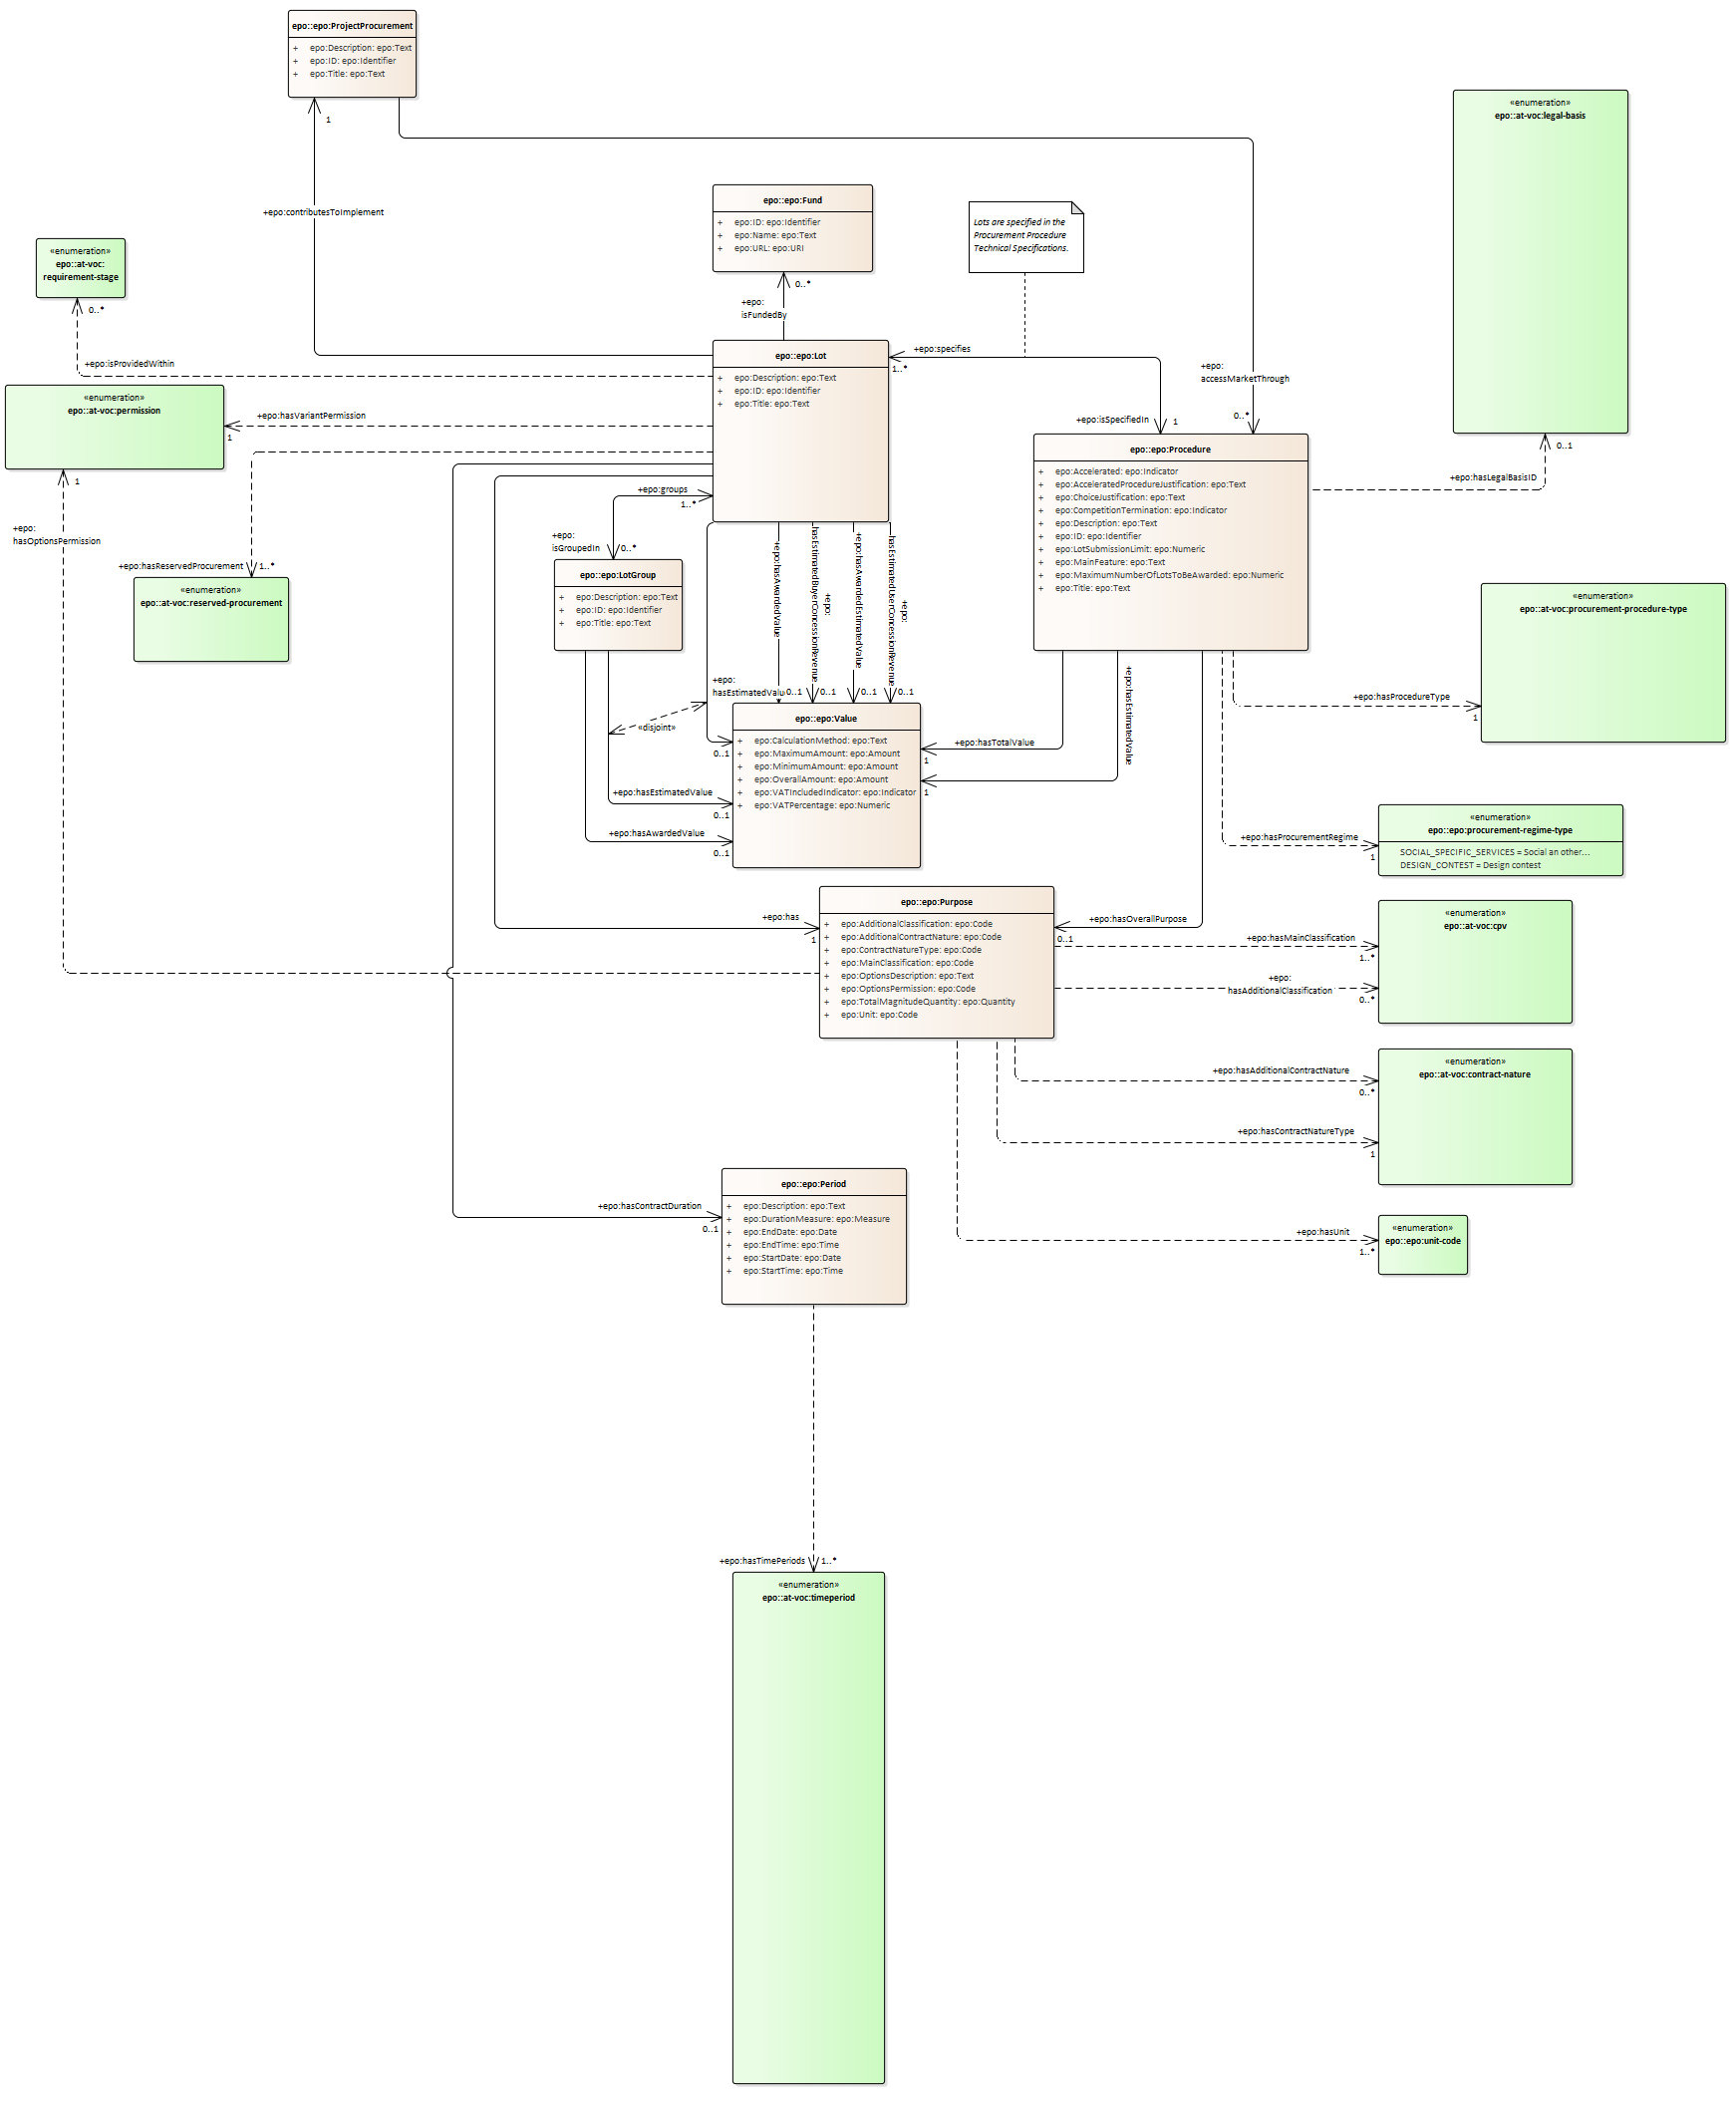 epo::epo:ProjectProcurement
+ epo:Description: epo:Text
+ epo:ID: epo:Identifier
+ epo:Title: epo:Text
1
«enumeration»
epo::at-voc:legal-basis
+epo:contributesToImplement
epo::epo:Fund
+ epo:ID: epo:Identifier
+ epo:Name: epo:Text
+ epo:URL: epo:URI
Lots are specified in the
Procurement Procedure
Technical Specifications.
«enumeration»
epo::at-voc:
requirement-stage
0..*
0..*
+epo:
isFundedBy
+epo:isProvidedWithin
epo::epo:Lot
+ epo:Description: epo:Text
+ epo:ID: epo:Identifier
+ epo:Title: epo:Text
+epo:specifies
1..*
+epo:
accessMarketThrough
0..*
+epo:isSpecifiedIn
1
«enumeration»
epo::at-voc:permission
+epo:hasVariantPermission
1
1
epo::epo:Procedure
+ epo:Accelerated: epo:Indicator
+ epo:AcceleratedProcedureJustification: epo:Text
+ epo:ChoiceJustification: epo:Text
+ epo:CompetitionTermination: epo:Indicator
+ epo:Description: epo:Text
+ epo:ID: epo:Identifier
+ epo:LotSubmissionLimit: epo:Numeric
+ epo:MainFeature: epo:Text
+ epo:MaximumNumberOfLotsToBeAwarded: epo:Numeric
+ epo:Title: epo:Text
0..1
+epo:hasLegalBasisID
+epo:groups
1..*
+epo:
hasOptionsPermission
+epo:
isGroupedIn
0..*
+epo:hasReservedProcurement
1..*
«enumeration»
epo::at-voc:reserved-procurement
epo::epo:LotGroup
+ epo:Description: epo:Text
+ epo:ID: epo:Identifier
+ epo:Title: epo:Text
+epo:hasAwardedValue
+epo:
hasEstimatedBuyerConcessionRevenue
+epo:hasAwardedEstimatedValue
+epo:
hasEstimatedUserConcessionRevenue
«enumeration»
epo::at-voc:procurement-procedure-type
+epo:
hasEstimatedValu
0..1
0..1
0..1
0..1
«disjoint»
+epo:hasProcedureType
1
epo::epo:Value
+ epo:CalculationMethod: epo:Text
+ epo:MaximumAmount: epo:Amount
+ epo:MinimumAmount: epo:Amount
+ epo:OverallAmount: epo:Amount
+ epo:VATIncludedIndicator: epo:Indicator
+ epo:VATPercentage: epo:Numeric
0..1
+epo:hasTotalValue
1
+epo:hasEstimatedValue
1
+epo:hasEstimatedValue
0..1
+epo:hasAwardedValue
0..1
+epo:hasProcurementRegime
1
«enumeration»
epo::epo:procurement-regime-type
SOCIAL_SPECIFIC_SERVICES = Social an other...
DESIGN_CONTEST = Design contest
+epo:has
1
epo::epo:Purpose
+ epo:AdditionalClassification: epo:Code
+ epo:AdditionalContractNature: epo:Code
+ epo:ContractNatureType: epo:Code
+ epo:MainClassification: epo:Code
+ epo:OptionsDescription: epo:Text
+ epo:OptionsPermission: epo:Code
+ epo:TotalMagnitudeQuantity: epo:Quantity
+ epo:Unit: epo:Code
+epo:hasOverallPurpose
0..1
«enumeration»
epo::at-voc:cpv
+epo:hasMainClassification
1..*
+epo:
hasAdditionalClassification
0..*
«enumeration»
epo::at-voc:contract-nature
+epo:hasAdditionalContractNature
0..*
+epo:hasContractNatureType
1
epo::epo:Period
+ epo:Description: epo:Text
+ epo:DurationMeasure: epo:Measure
+ epo:EndDate: epo:Date
+ epo:EndTime: epo:Time
+ epo:StartDate: epo:Date
+ epo:StartTime: epo:Time
+epo:hasContractDuration
0..1
+epo:hasUnit
1..*
«enumeration»
epo::epo:unit-code
+epo:hasTimePeriods
1..*
«enumeration»
epo::at-voc:timeperiod